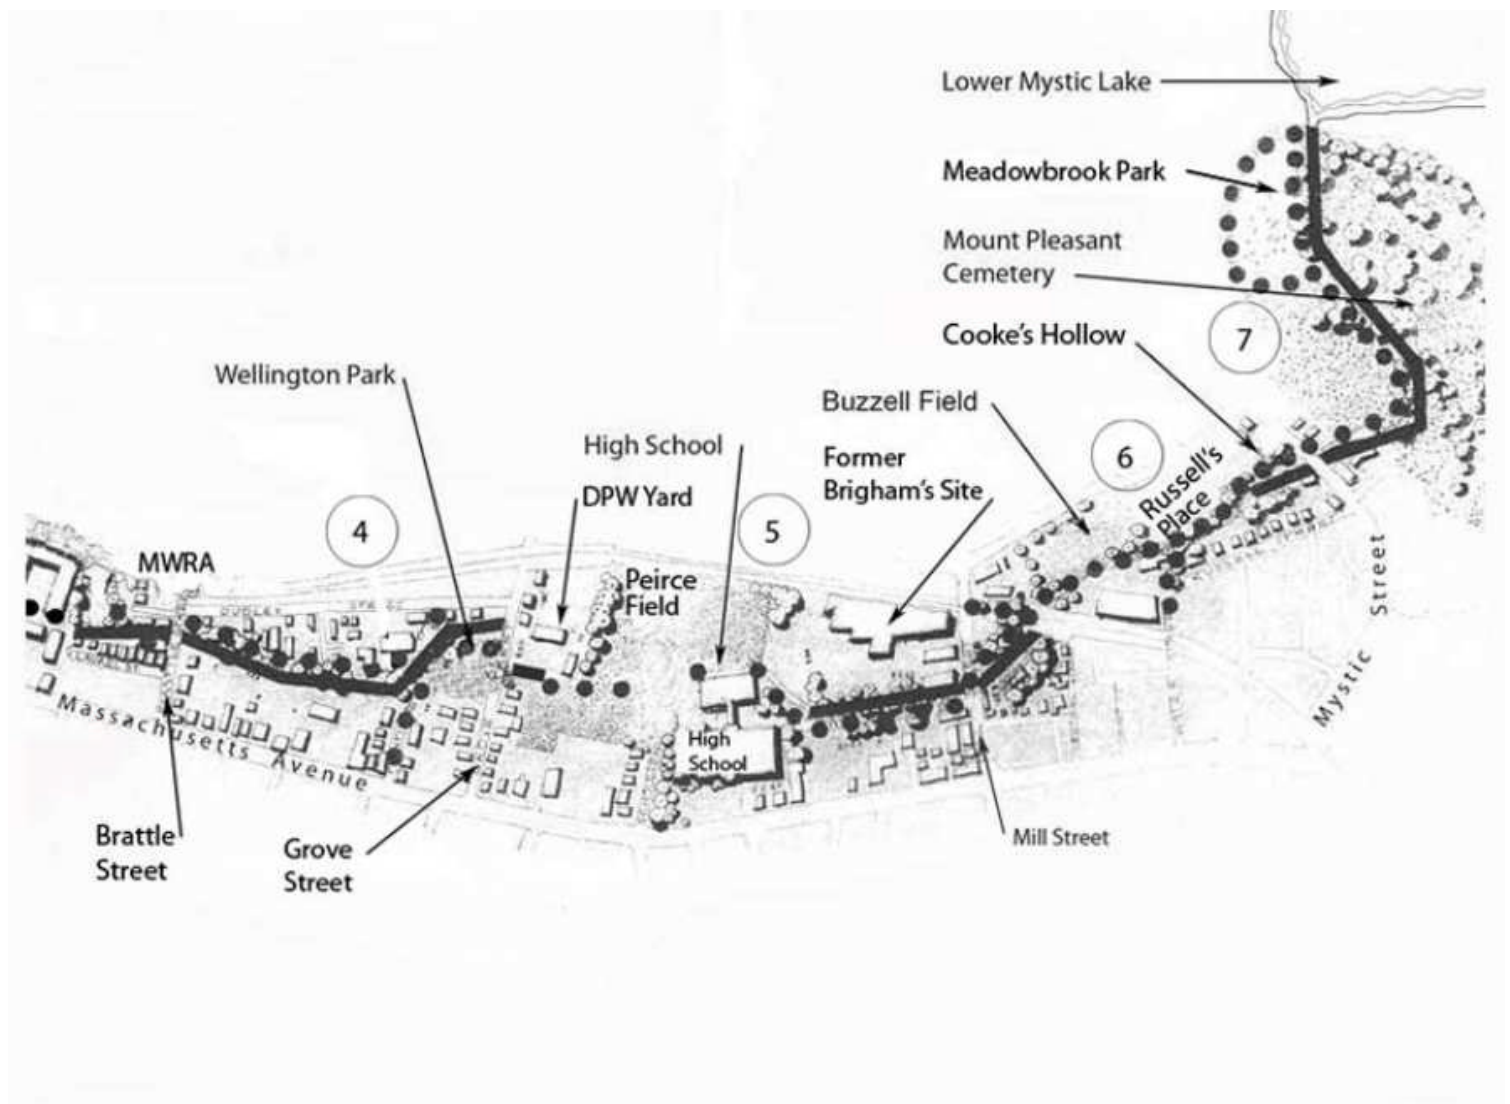 Lower Mystic Lake
Meadowbrook Park
Mount Pleasant
Cemetery
7
Cooke's Hollow
Wellington Park
Buzzell Field
High School
Former
Brigham's Site
6
Russell's
Place
DPW Yard
4
5
MWRA
Peirce
Field
DUDLEY
Mystic Street
High
School
Massachusetts Avenue
Brattle
Street
Grove
Street
Mill Street